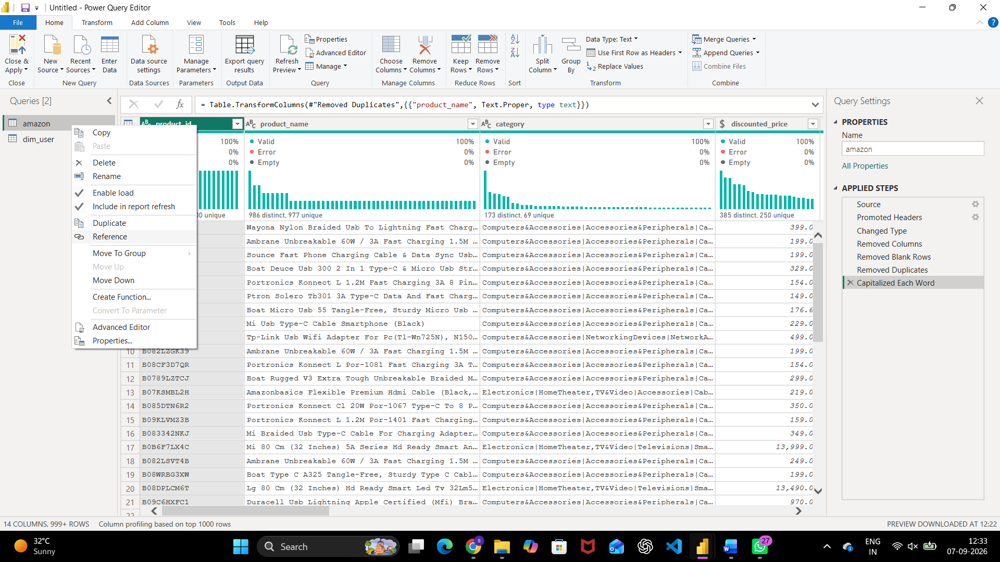 Untitled - Power Query Editor
File Home Transform Add Column View Tools Help
Close & Apply
Close
New Source
Recent Sources
Enter Data
New Query
Data source settings
Data Sources
Manage Parameters
Parameters
Export query results
Output Data
Refresh Preview
Properties
Advanced Editor
Manage
Query
Choose Columns
Remove Columns
Manage Columns
Keep Rows
Remove Rows
Reduce Rows
Sort
Split Column
Group By
Data Type: Text
Use First Row as Headers
Replace Values
Transform
Merge Queries
Append Queries
Combine Files
Combine
Queries [2]
amazon
dim_user
= Table.TransformColumns(#"Removed Duplicates",{{"product_name", Text.Proper, type text}})
Copy
Paste
Delete
Rename
Enable load
Include in report refresh
Duplicate
Reference
Move To Group
Move Up
Move Down
Create Function...
Convert To Parameter
Advanced Editor
Properties...
product_id product_name category discounted_price
100% Valid 100% Valid 100% Valid 100%
0% Error 0% Error 0% Error 0%
0% Empty 0% Empty 0% Empty 0%
unique 986 distinct, 977 unique 173 distinct, 69 unique 385 distinct, 250 unique
Wayona Nylon Braided Usb To Lightning Fast Charg... Computers&Accessories|Accessories&Peripherals|Ca... 399.0
Ambrane Unbreakable 60W / 3A Fast Charging 1.5M ... Computers&Accessories|Accessories&Peripherals|Ca... 199.0
Sounce Fast Phone Charging Cable & Data Sync Usb... Computers&Accessories|Accessories&Peripherals|Ca... 199.0
Boat Deuce Usb 300 2 In 1 Type-C & Micro Usb Str... Computers&Accessories|Accessories&Peripherals|Ca... 329.0
Portronics Konnect L 1.2M Fast Charging 3A 8 Pin... Computers&Accessories|Accessories&Peripherals|Ca... 154.0
Ptron Solero Tb301 3A Type-C Data And Fast Charg... Computers&Accessories|Accessories&Peripherals|Ca... 149.0
Boat Micro Usb 55 Tangle-Free, Sturdy Micro Usb ... Computers&Accessories|Accessories&Peripherals|Ca... 176.6
Mi Usb Type-C Cable Smartphone (Black) Computers&Accessories|Accessories&Peripherals|Ca... 229.0
Tp-Link Usb Wifi Adapter For Pc(Tl-Wn725N), N150... Computers&Accessories|NetworkingDevices|NetworkA... 499.0
10 B082LZGK39 Ambrane Unbreakable 60W / 3A Fast Charging 1.5M ... Computers&Accessories|Accessories&Peripherals|Ca... 199.0
11 B08CF3D7QR Portronics Konnect L Por-1081 Fast Charging 3A T... Computers&Accessories|Accessories&Peripherals|Ca... 154.0
12 B0789LZTCJ Boat Rugged V3 Extra Tough Unbreakable Braided M... Computers&Accessories|Accessories&Peripherals|Ca... 299.0
13 B07KSMBL2H Amazonbasics Flexible Premium Hdmi Cable (Black,... Electronics|HomeTheater,TV&Video|Accessories|Cab... 219.0
14 B085DTN6R2 Portronics Konnect Cl 20W Por-1067 Type-C To 8 P... Computers&Accessories|Accessories&Peripherals|Ca... 350.0
15 B09KLVMZ3B Portronics Konnect L 1.2M Por-1401 Fast Charging... Computers&Accessories|Accessories&Peripherals|Ca... 159.0
16 B083342NKJ Mi Braided Usb Type-C Cable For Charging Adapter... Computers&Accessories|Accessories&Peripherals|Ca... 349.0
17 B0B6F7LX4C Mi 80 Cm (32 Inches) 5A Series Hd Ready Smart An... Electronics|HomeTheater,TV&Video|Televisions|Sma... 13,999.0
18 B082LSVT4B Ambrane Unbreakable 60W / 3A Fast Charging 1.5M ... Computers&Accessories|Accessories&Peripherals|Ca... 249.0
19 B08WRBG3XW Boat Type C A325 Tangle-Free, Sturdy Type C Cabl... Computers&Accessories|Accessories&Peripherals|Ca... 199.0
20 B08DPLCM6T Lg 80 Cm (32 Inches) Hd Ready Smart Led Tv 32Lm5... Electronics|HomeTheater,TV&Video|Televisions|Sma... 13,490.0
21 B09C6HXFC1 Duracell Usb Lightning Apple Certified (Mfi) Bra... Computers&Accessories|Accessories&Peripherals|Ca... 970.0
22
Query Settings
PROPERTIES
Name
amazon
All Properties
APPLIED STEPS
Source
Promoted Headers
Changed Type
Removed Columns
Removed Blank Rows
Removed Duplicates
Capitalized Each Word
14 COLUMNS, 999+ ROWS Column profiling based on top 1000 rows PREVIEW DOWNLOADED AT 12:22
32°C
Sunny
Search
27
ENG
IN
12:33
07-09-2026